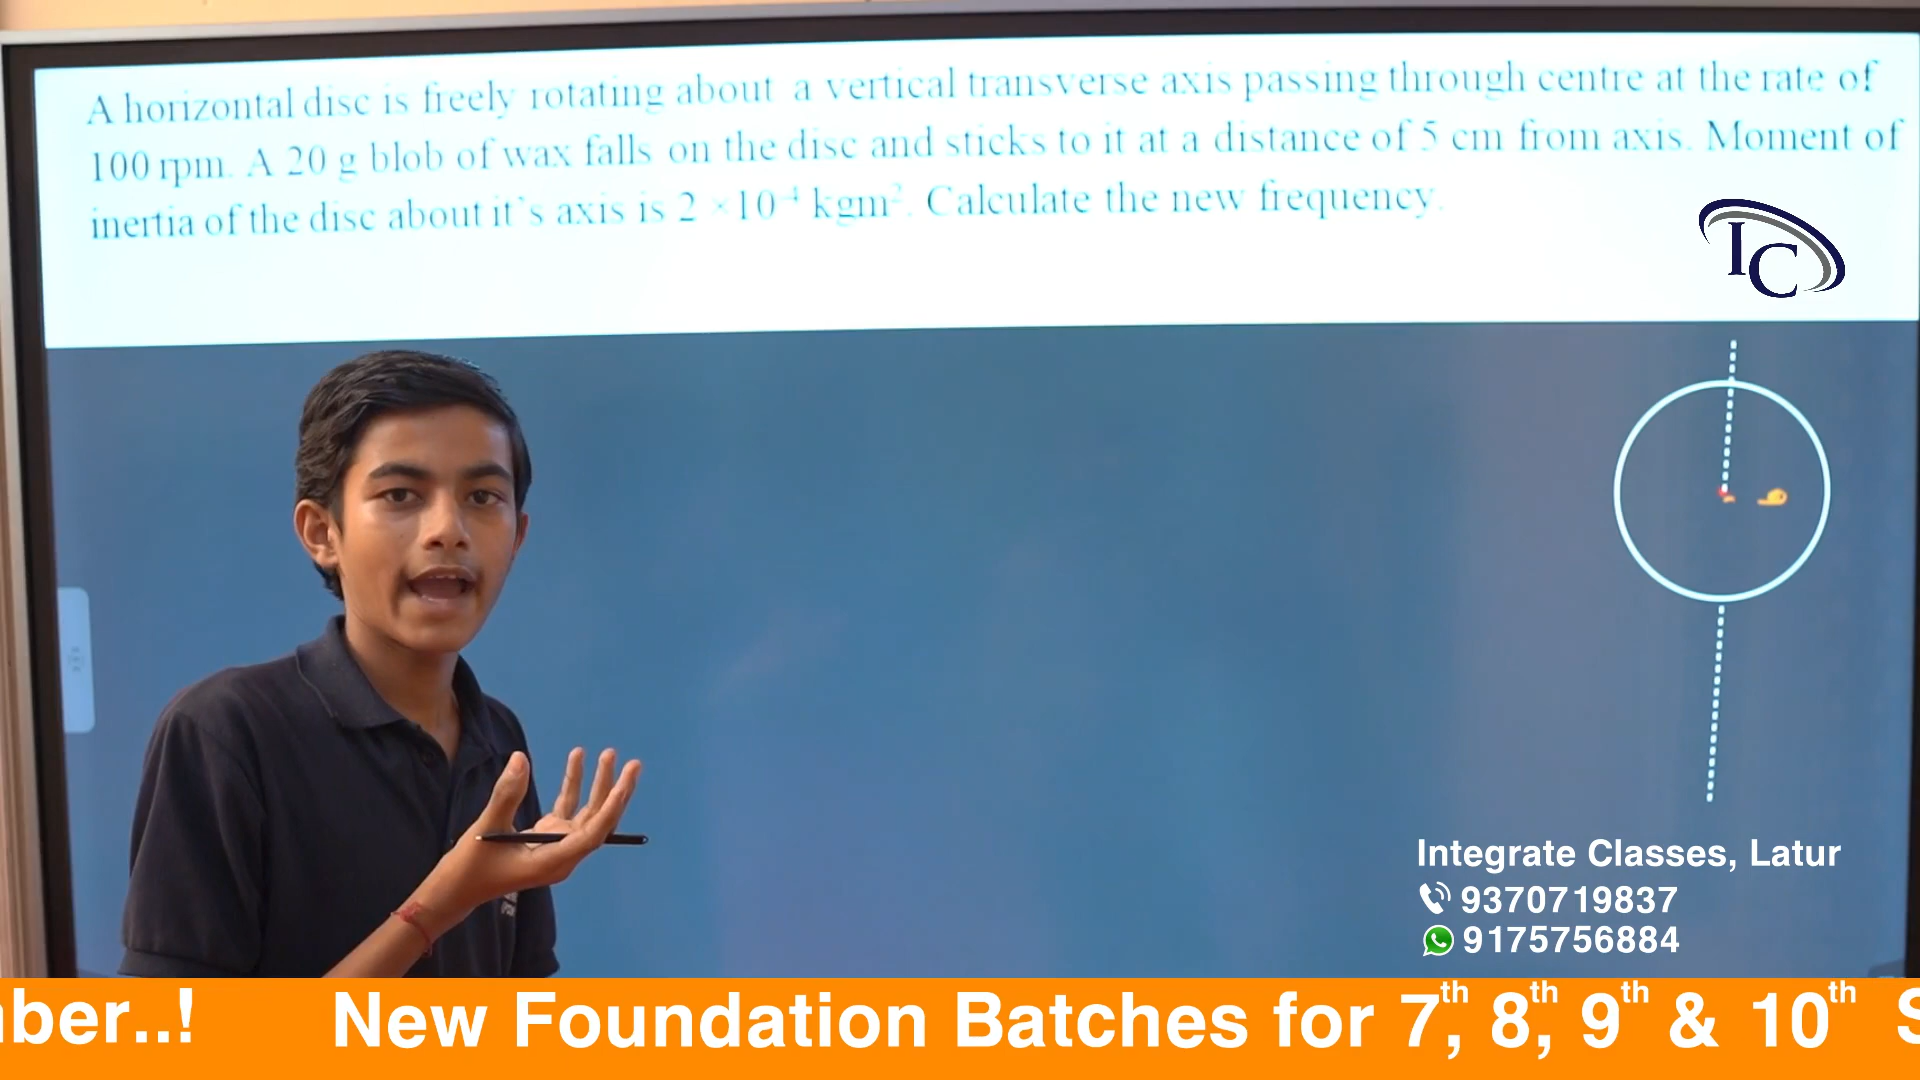 A horizontal disc is freely rotating about a vertical transverse axis passing through centre at the rate of
100 rpm. A 20 g blob of wax falls on the disc and sticks to it at a distance of 5 cm from axis. Moment of
inertia of the disc about it's axis is 2 ×10⁻⁴ kgm². Calculate the new frequency.
IC
Integrate Classes, Latur
9370719837
9175756884
ber..! New Foundation Batches for 7th, 8th, 9th & 10th S